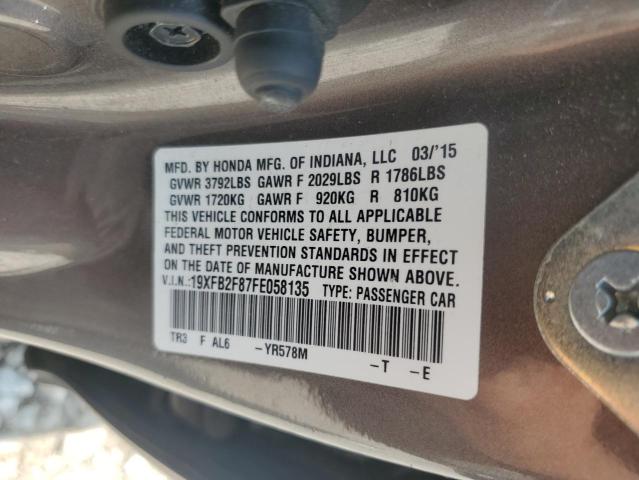 MFD. BY HONDA MFG. OF INDIANA, LLC 03/'15
GVWR 3792LBS GAWR F 2029LBS R 1786LBS
GVWR 1720KG GAWR F 920KG R 810KG
THIS VEHICLE CONFORMS TO ALL APPLICABLE
FEDERAL MOTOR VEHICLE SAFETY, BUMPER,
AND THEFT PREVENTION STANDARDS IN EFFECT
ON THE DATE OF MANUFACTURE SHOWN ABOVE.
V.I.N.:19XFB2F87FE058135 TYPE: PASSENGER CAR
TR3 F AL6 -YR578M -T -E